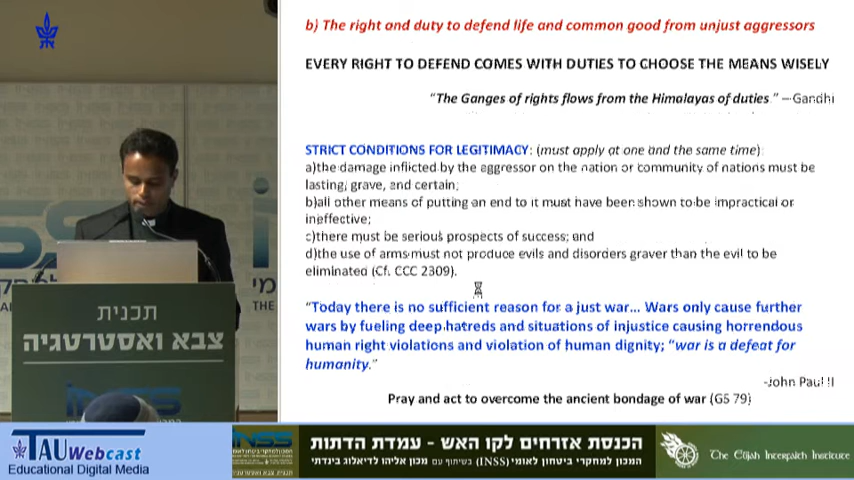 b) The right and duty to defend life and common good from unjust aggressors
EVERY RIGHT TO DEFEND COMES WITH DUTIES TO CHOOSE THE MEANS WISELY
"The Ganges of rights flows from the Himalayas of duties." —Gandhi
STRICT CONDITIONS FOR LEGITIMACY: (must apply at one and the same time)
a)the damage inflicted by the aggressor on the nation or community of nations must be
lasting, grave, and certain;
b)all other means of putting an end to it must have been shown to be impractical or
ineffective;
c)there must be serious prospects of success; and
d)the use of arms must not produce evils and disorders graver than the evil to be
eliminated (Cf. CCC 2309).
"Today there is no sufficient reason for a just war... Wars only cause further
wars by fueling deep hatreds and situations of injustice causing horrendous
human right violations and violation of human dignity; "war is a defeat for
humanity."
-John Paul II
Pray and act to overcome the ancient bondage of war (GS 79)
THE
תכנית
צבא ואסטרטגיה
inss
TAU Webcast
Educational Digital Media
INSS
הכנסת אזרחים לקו האש - עמדת הדתות
המכון למחקרי ביטחון לאומי (INSS) בשיתוף עם מכון אליהו לדיאלוג בינדתי
The Elijah Interfaith Institute